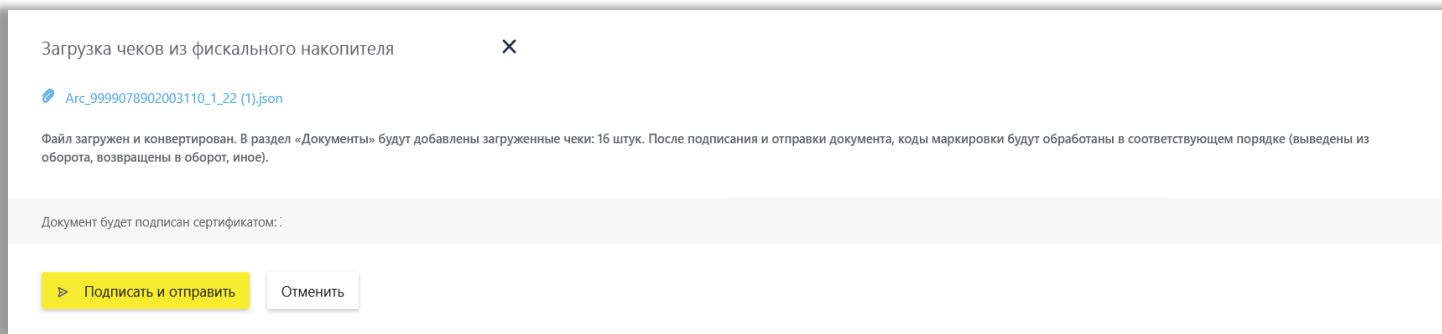 Загрузка чеков из фискального накопителя
Arc_9999078902003110_1_22 (1).json
Файл загружен и конвертирован. В раздел «Документы» будут добавлены загруженные чеки: 16 штук. После подписания и отправки документа, коды маркировки будут обработаны в соответствующем порядке (выведены из
оборота, возвращены в оборот, иное).
Документ будет подписан сертификатом:
Подписать и отправить Отменить